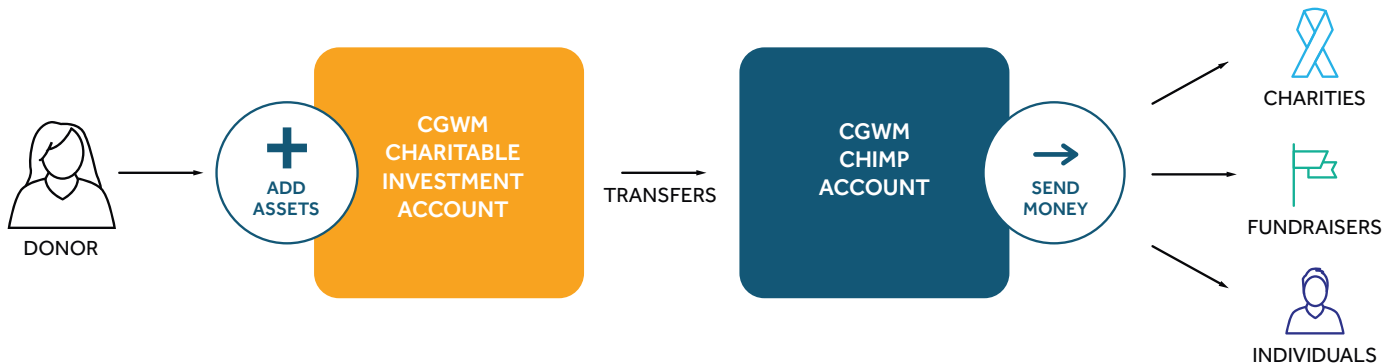 DONOR
ADD
ASSETS
CGWM
CHARITABLE
INVESTMENT
ACCOUNT
TRANSFERS
CGWM
CHIMP
ACCOUNT
SEND
MONEY
CHARITIES
FUNDRAISERS
INDIVIDUALS